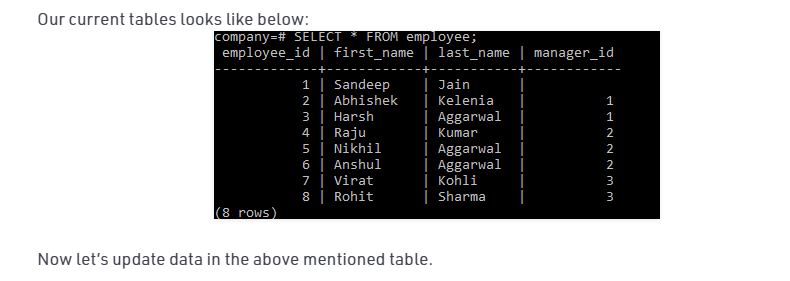 Our current tables looks like below:
company=# SELECT * FROM employee;
 employee_id | first_name | last_name | manager_id
-------------+------------+-----------+------------
           1 | Sandeep    | Jain      |
           2 | Abhishek   | Kelenia   |          1
           3 | Harsh      | Aggarwal  |          1
           4 | Raju       | Kumar     |          2
           5 | Nikhil     | Aggarwal  |          2
           6 | Anshul     | Aggarwal  |          2
           7 | Virat      | Kohli     |          3
           8 | Rohit      | Sharma    |          3
(8 rows)
Now let's update data in the above mentioned table.